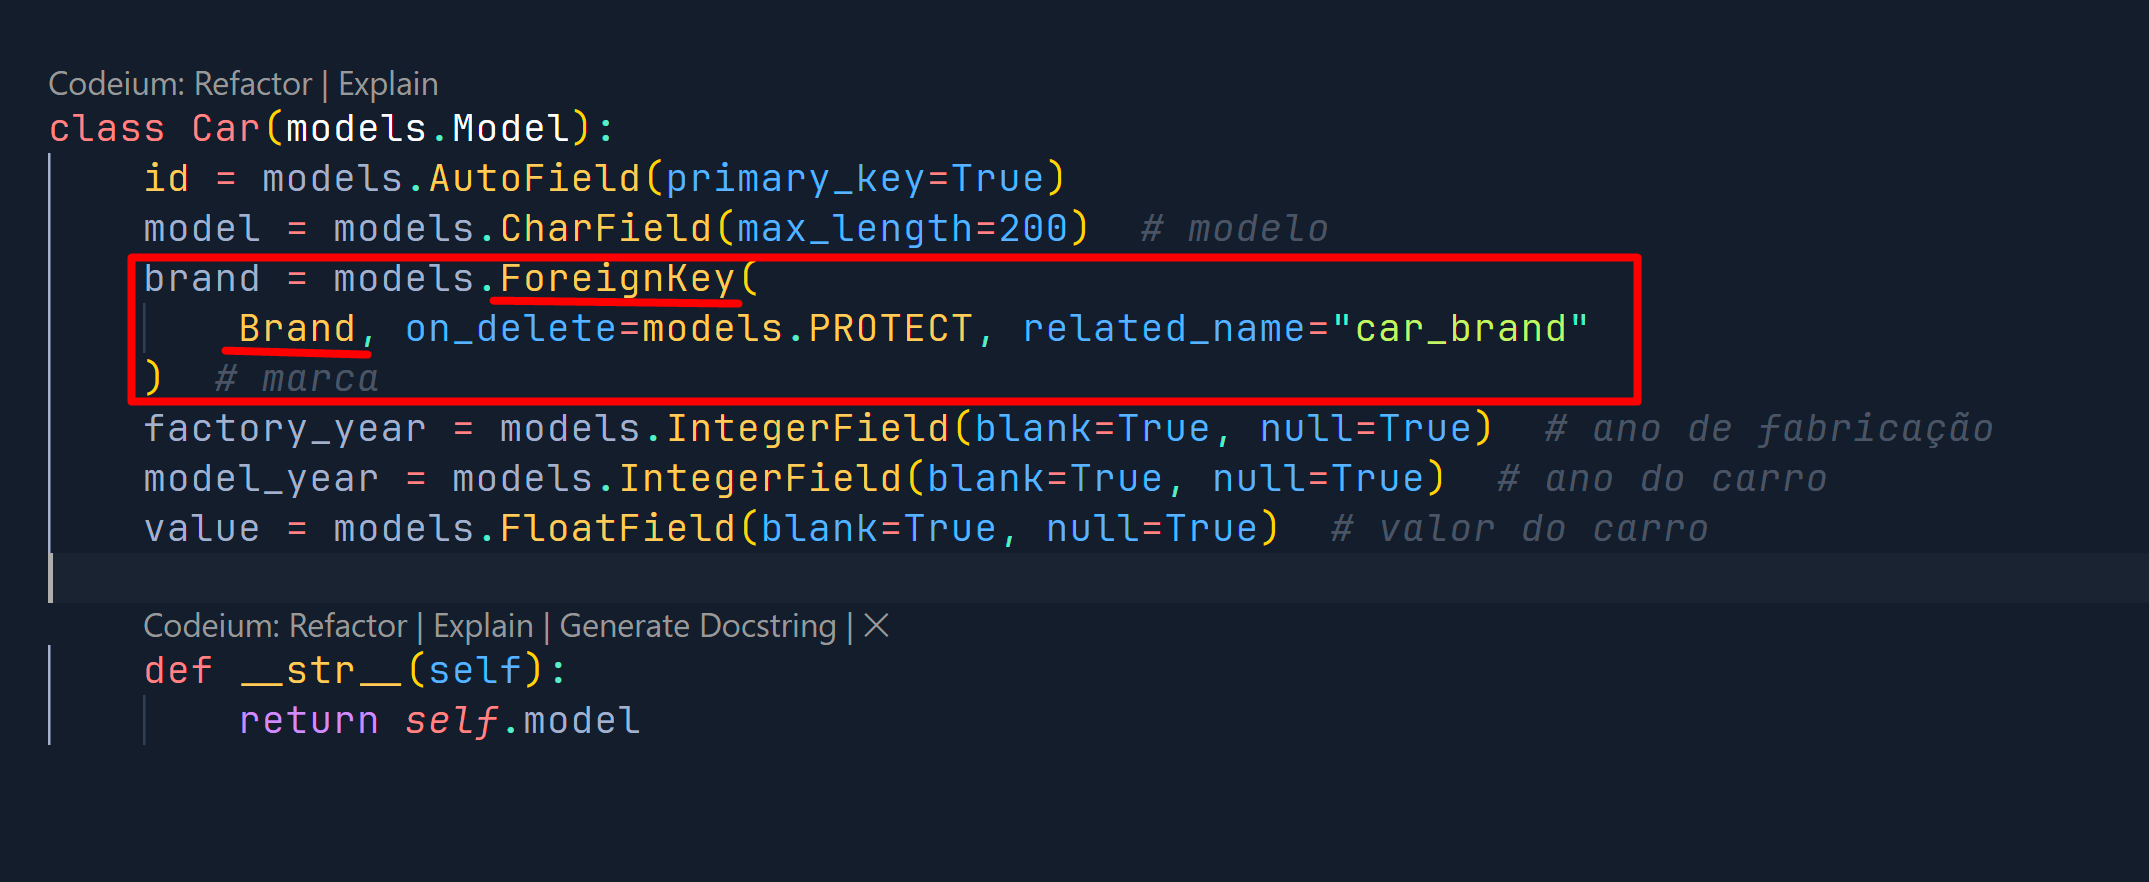 Codeium: Refactor | Explain
class Car(models.Model):
    id = models.AutoField(primary_key=True)
    model = models.CharField(max_length=200)  # modelo
    brand = models.ForeignKey(
        Brand, on_delete=models.PROTECT, related_name="car_brand"
    )  # marca
    factory_year = models.IntegerField(blank=True, null=True)  # ano de fabricação
    model_year = models.IntegerField(blank=True, null=True)  # ano do carro
    value = models.FloatField(blank=True, null=True)  # valor do carro
    Codeium: Refactor | Explain | Generate Docstring | ×
    def __str__(self):
        return self.model